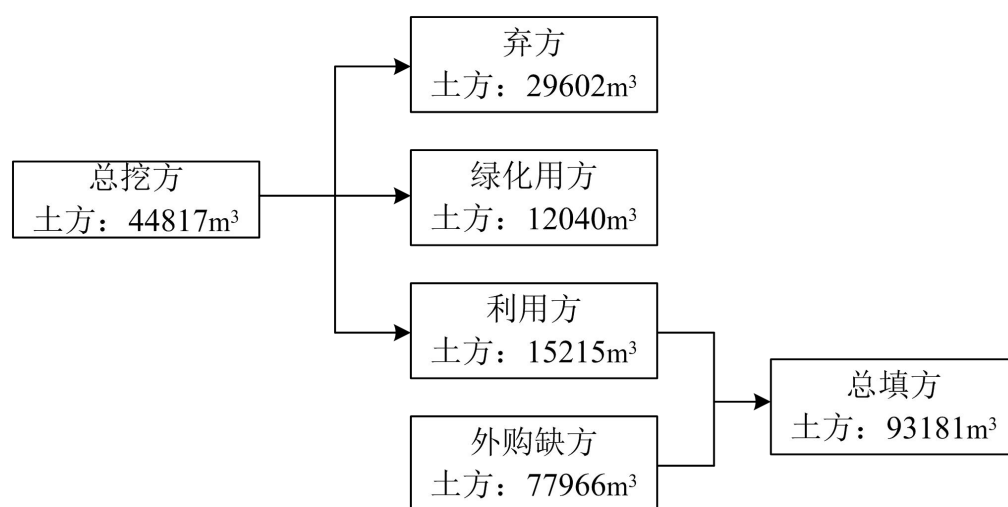 弃方
土方：29602m³
总挖方
土方：44817m³
绿化用方
土方：12040m³
利用方
土方：15215m³
总填方
土方：93181m³
外购缺方
土方：77966m³